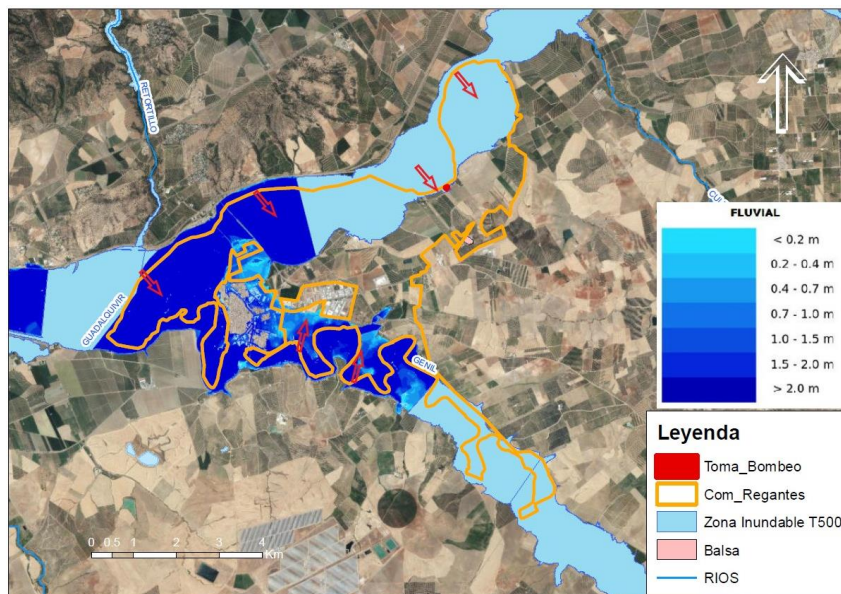 RETORTILLO
GUADALQUIVIR
GENIL
FLUVIAL
< 0.2 m
0.2 - 0.4 m
0.4 - 0.7 m
0.7 - 1.0 m
1.0 - 1.5 m
1.5 - 2.0 m
> 2.0 m
Leyenda
Toma_Bombeo
Com_Regantes
Zona Inundable T500
Balsa
RIOS
0 0.5 1 2 3 4
Km